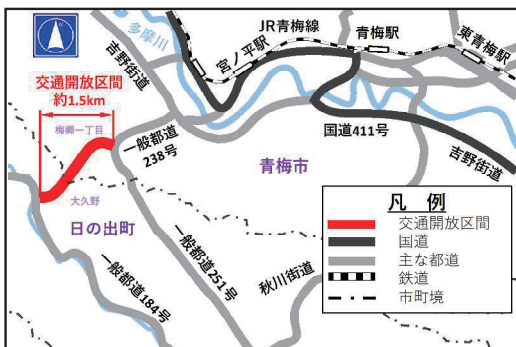 JR青梅線
青梅駅
東青梅駅
宮ノ平駅
多摩川
吉野街道
交通開放区間
約1.5km
梅郷一丁目
一般都道
238号
国道411号
吉野街道
青梅市
大久野
日の出町
一般都道251号
一般都道184号
秋川街道
凡 例
交通開放区間
国道
主な都道
鉄道
市町境